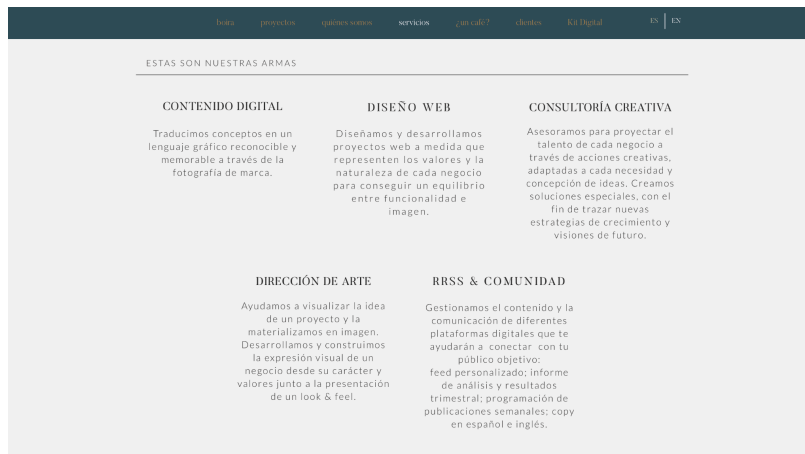 boira proyectos quiénes somos servicios ¿un café? clientes Kit Digital ES EN
ESTAS SON NUESTRAS ARMAS
CONTENIDO DIGITAL
Traducimos conceptos en un
lenguaje gráfico reconocible y
memorable a través de la
fotografía de marca.
DISEÑO WEB
Diseñamos y desarrollamos
proyectos web a medida que
representen los valores y la
naturaleza de cada negocio
para conseguir un equilibrio
entre funcionalidad e
imagen.
CONSULTORÍA CREATIVA
Asesoramos para proyectar el
talento de cada negocio a
través de acciones creativas,
adaptadas a cada necesidad y
concepción de ideas. Creamos
soluciones especiales, con el
fin de trazar nuevas
estrategias de crecimiento y
visiones de futuro.
DIRECCIÓN DE ARTE
Ayudamos a visualizar la idea
de un proyecto y la
materializamos en imagen.
Desarrollamos y construimos
la expresión visual de un
negocio desde su carácter y
valores junto a la presentación
de un look & feel.
RRSS & COMUNIDAD
Gestionamos el contenido y la
comunicación de diferentes
plataformas digitales que te
ayudarán a conectar con tu
público objetivo:
feed personalizado; informe
de análisis y resultados
trimestral; programación de
publicaciones semanales; copy
en español e inglés.